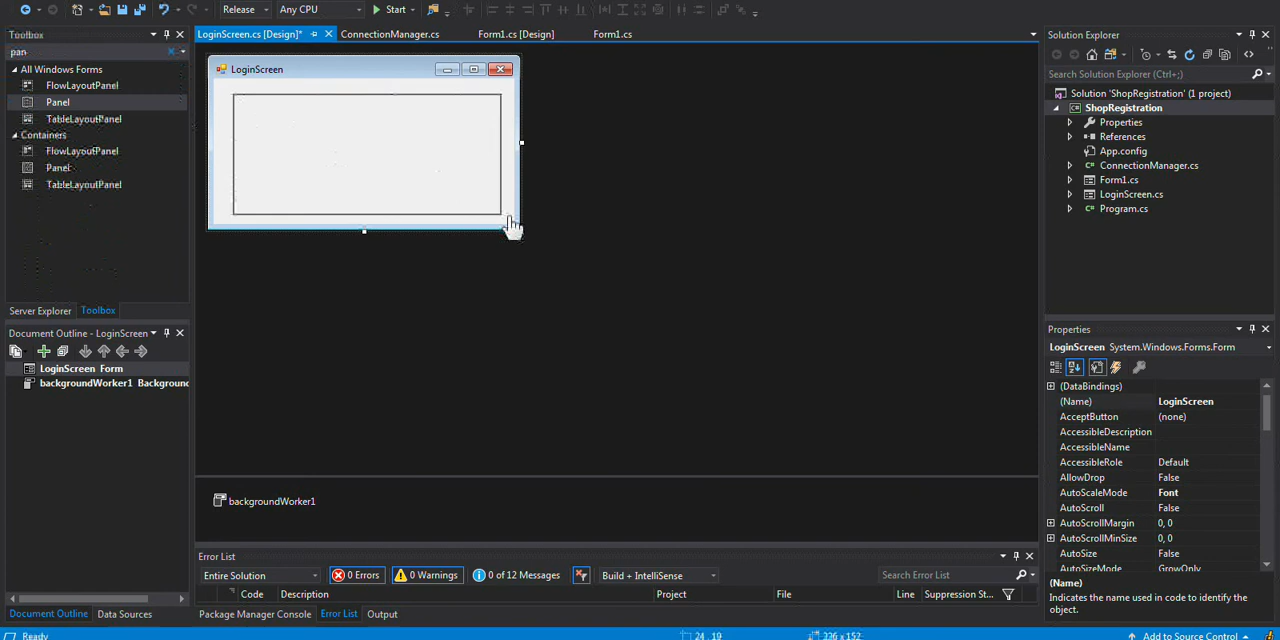 Release Any CPU Start
Toolbox
pan
All Windows Forms
FlowLayoutPanel
Panel
TableLayoutPanel
Containers
FlowLayoutPanel
Panel
TableLayoutPanel
Server Explorer Toolbox
Document Outline - LoginScreen
LoginScreen Form
backgroundWorker1 Background
Document Outline Data Sources
LoginScreen.cs [Design]* ConnectionManager.cs Form1.cs [Design] Form1.cs
LoginScreen
backgroundWorker1
Error List
Entire Solution 0 Errors 0 Warnings 0 of 12 Messages Build + IntelliSense Search Error List
Code Description Project File Line Suppression St...
Package Manager Console Error List Output
Solution Explorer
Search Solution Explorer (Ctrl+;)
Solution 'ShopRegistration' (1 project)
ShopRegistration
Properties
References
App.config
ConnectionManager.cs
Form1.cs
LoginScreen.cs
Program.cs
Properties
LoginScreen System.Windows.Forms.Form
(DataBindings)
(Name) LoginScreen
AcceptButton (none)
AccessibleDescription
AccessibleName
AccessibleRole Default
AllowDrop False
AutoScaleMode Font
AutoScroll False
AutoScrollMargin 0, 0
AutoScrollMinSize 0, 0
AutoSize False
AutoSizeMode GrowOnly
(Name)
Indicates the name used in code to identify the
object.
Ready 24 , 19 336 x 152 Add to Source Control